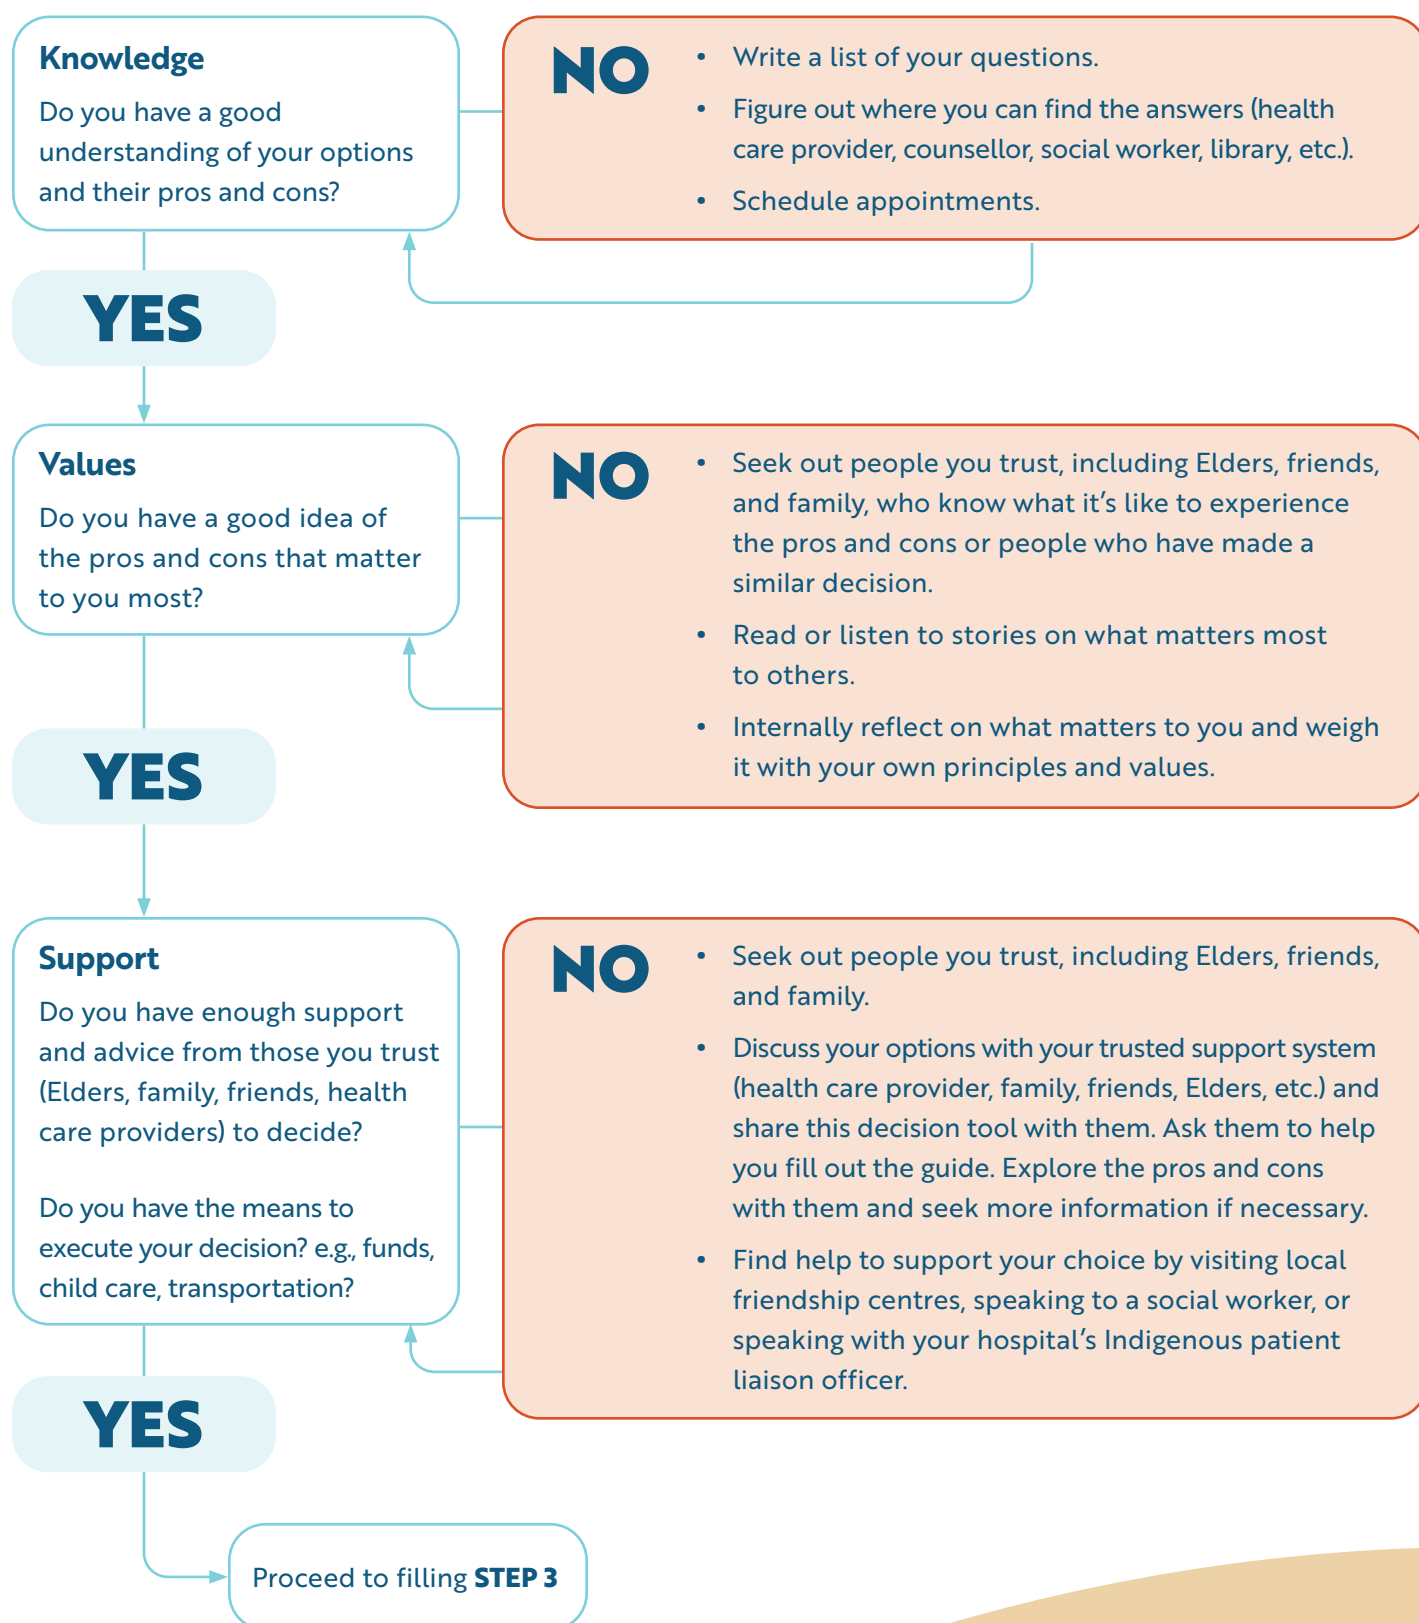 Knowledge
Do you have a good
understanding of your options
and their pros and cons?
NO
• Write a list of your questions.
• Figure out where you can find the answers (health
care provider, counsellor, social worker, library, etc.).
• Schedule appointments.
YES
Values
Do you have a good idea of
the pros and cons that matter
to you most?
NO
• Seek out people you trust, including Elders, friends,
and family, who know what it’s like to experience
the pros and cons or people who have made a
similar decision.
• Read or listen to stories on what matters most
to others.
• Internally reflect on what matters to you and weigh
it with your own principles and values.
YES
Support
Do you have enough support
and advice from those you trust
(Elders, family, friends, health
care providers) to decide?
Do you have the means to
execute your decision? e.g., funds,
child care, transportation?
NO
• Seek out people you trust, including Elders, friends,
and family.
• Discuss your options with your trusted support system
(health care provider, family, friends, Elders, etc.) and
share this decision tool with them. Ask them to help
you fill out the guide. Explore the pros and cons
with them and seek more information if necessary.
• Find help to support your choice by visiting local
friendship centres, speaking to a social worker, or
speaking with your hospital’s Indigenous patient
liaison officer.
YES
Proceed to filling STEP 3